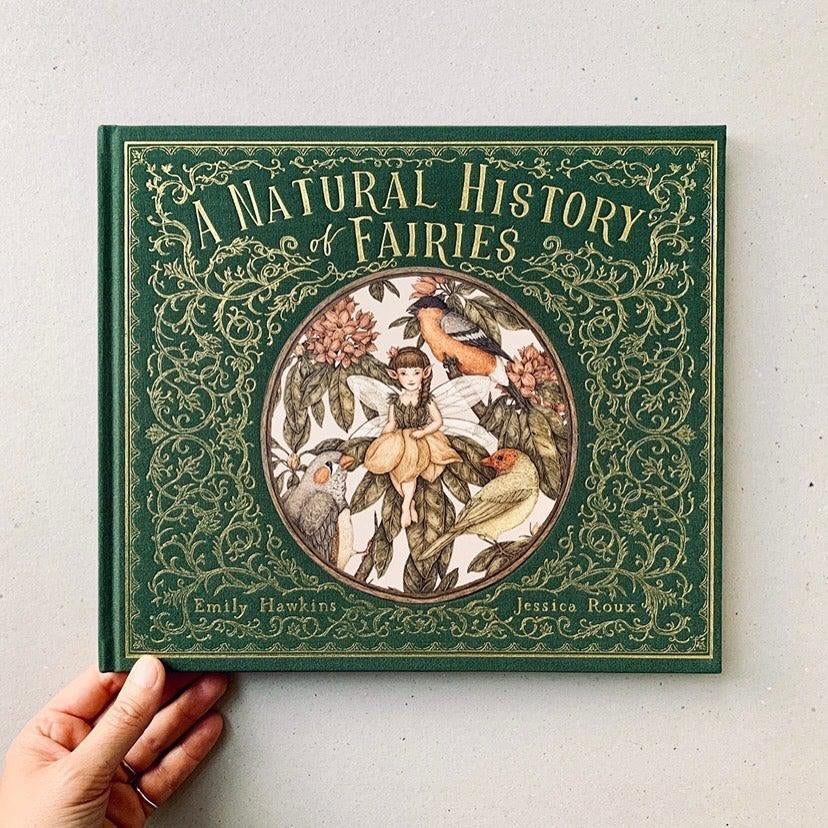 A NATURAL HISTORY
of FAIRIES
Emily Hawkins
Jessica Roux